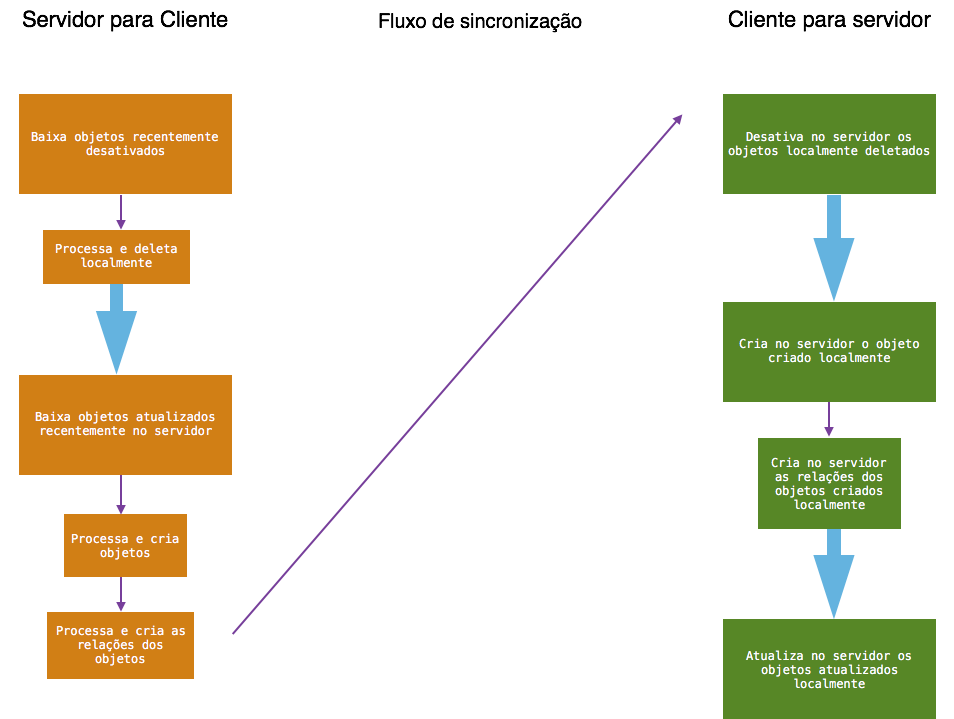 Servidor para Cliente
Fluxo de sincronização
Cliente para servidor
Baixa objetos recentemente
desativados
Processa e deleta
localmente
Baixa objetos atualizados
recentemente no servidor
Processa e cria
objetos
Processa e cria as
relações dos
objetos
Desativa no servidor os
objetos localmente deletados
Cria no servidor o objeto
criado localmente
Cria no servidor
as relações dos
objetos criados
localmente
Atualiza no servidor os
objetos atualizados
localmente